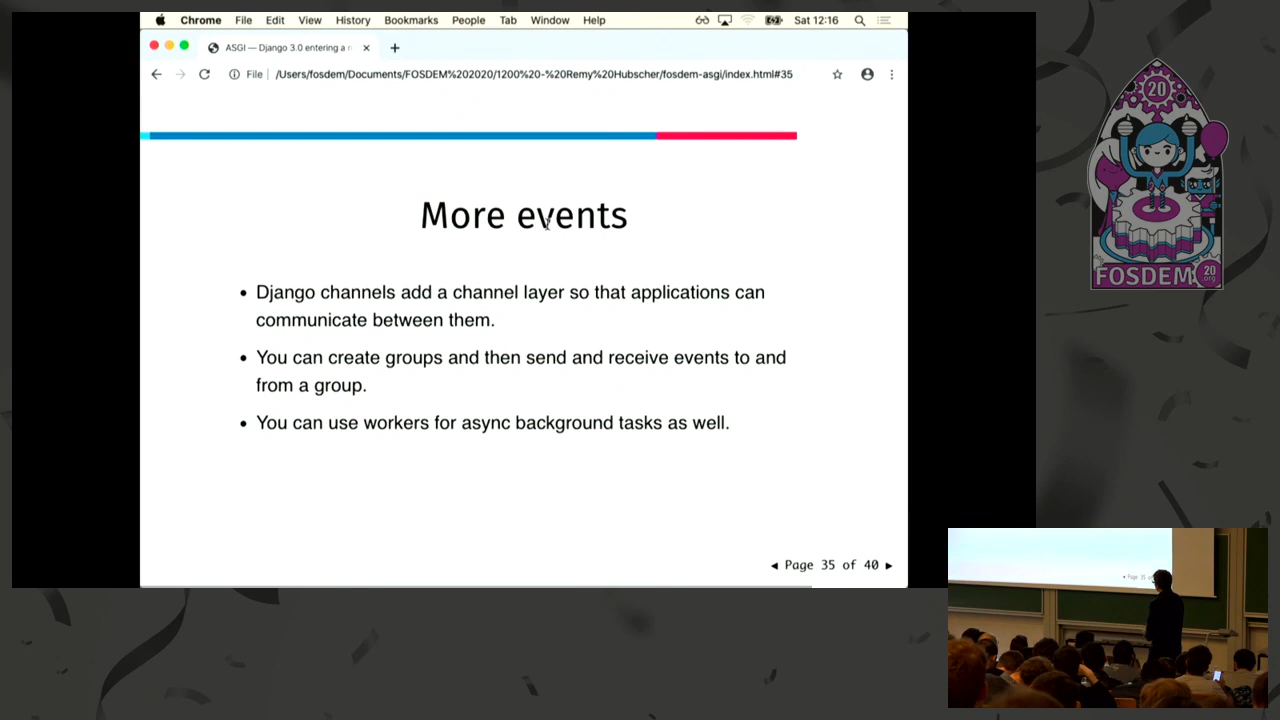 Chrome File Edit View History Bookmarks People Tab Window Help Sat 12:16
ASGI — Django 3.0 entering a
File /Users/fosdem/Documents/FOSDEM%202020/1200%20-%20Remy%20Hubscher/fosdem-asgi/index.html#35
More events
• Django channels add a channel layer so that applications can
communicate between them.
• You can create groups and then send and receive events to and
from a group.
• You can use workers for async background tasks as well.
◀ Page 35 of 40 ▶
20
FOSDEM
20
.org
Page 35